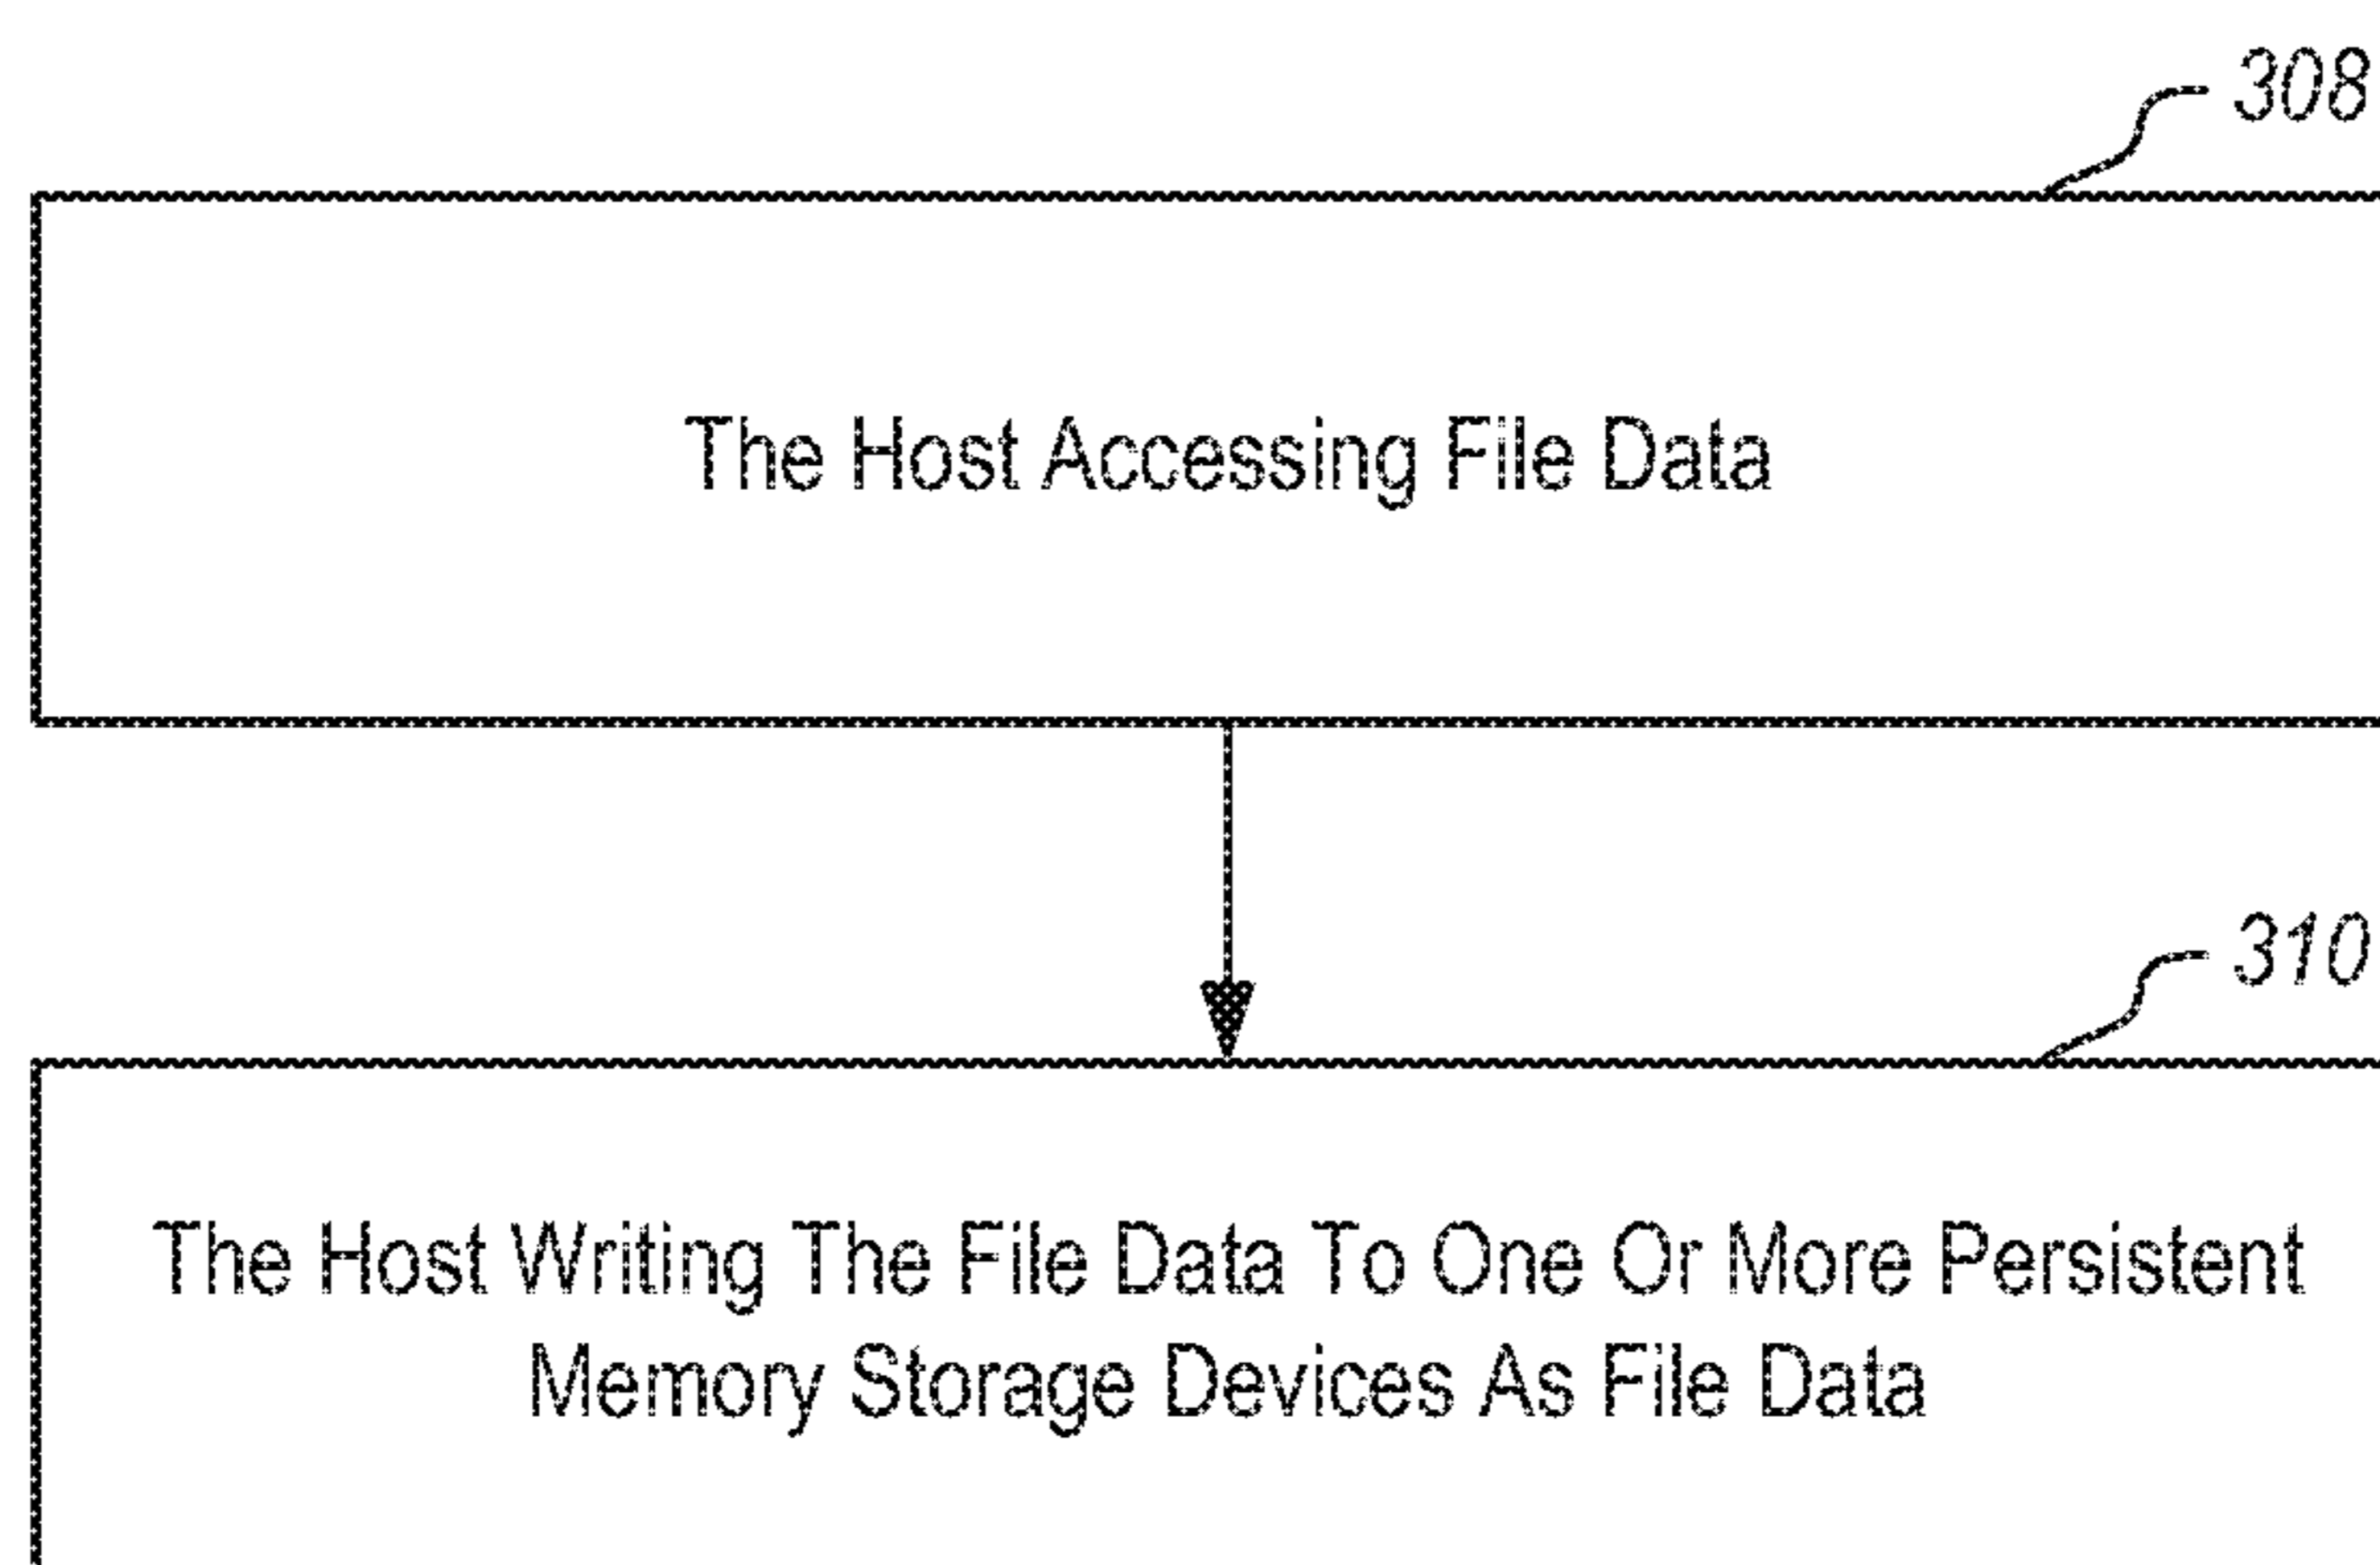 308
The Host Accessing File Data
310
The Host Writing The File Data To One Or More Persistent
Memory Storage Devices As File Data